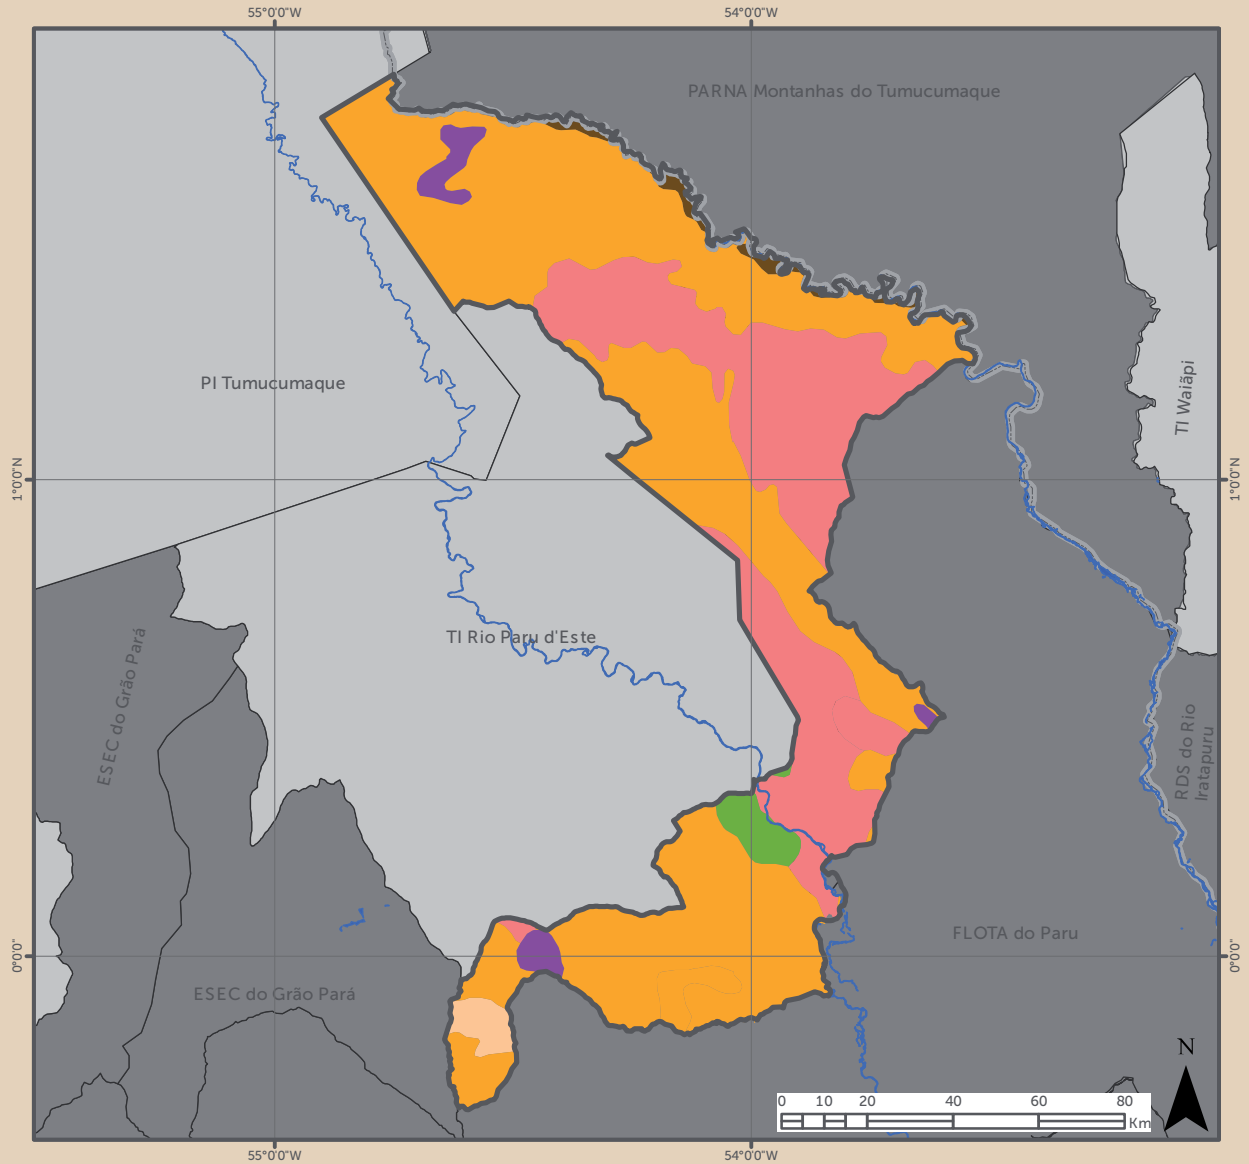 55°0'0"W
54°0'0"W
PARNA Montanhas do Tumucumaque
PI Tumucumaque
TI Waiãpi
1°0'0"N
1°0'0"N
TI Rio Paru d'Este
ESEC do Grão Pará
RDS do Rio
Iratapuru
FLOTA do Paru
0°0'0"
0°0'0"
ESEC do Grão Pará
N
0 10 20 40 60 80
Km
55°0'0"W
54°0'0"W